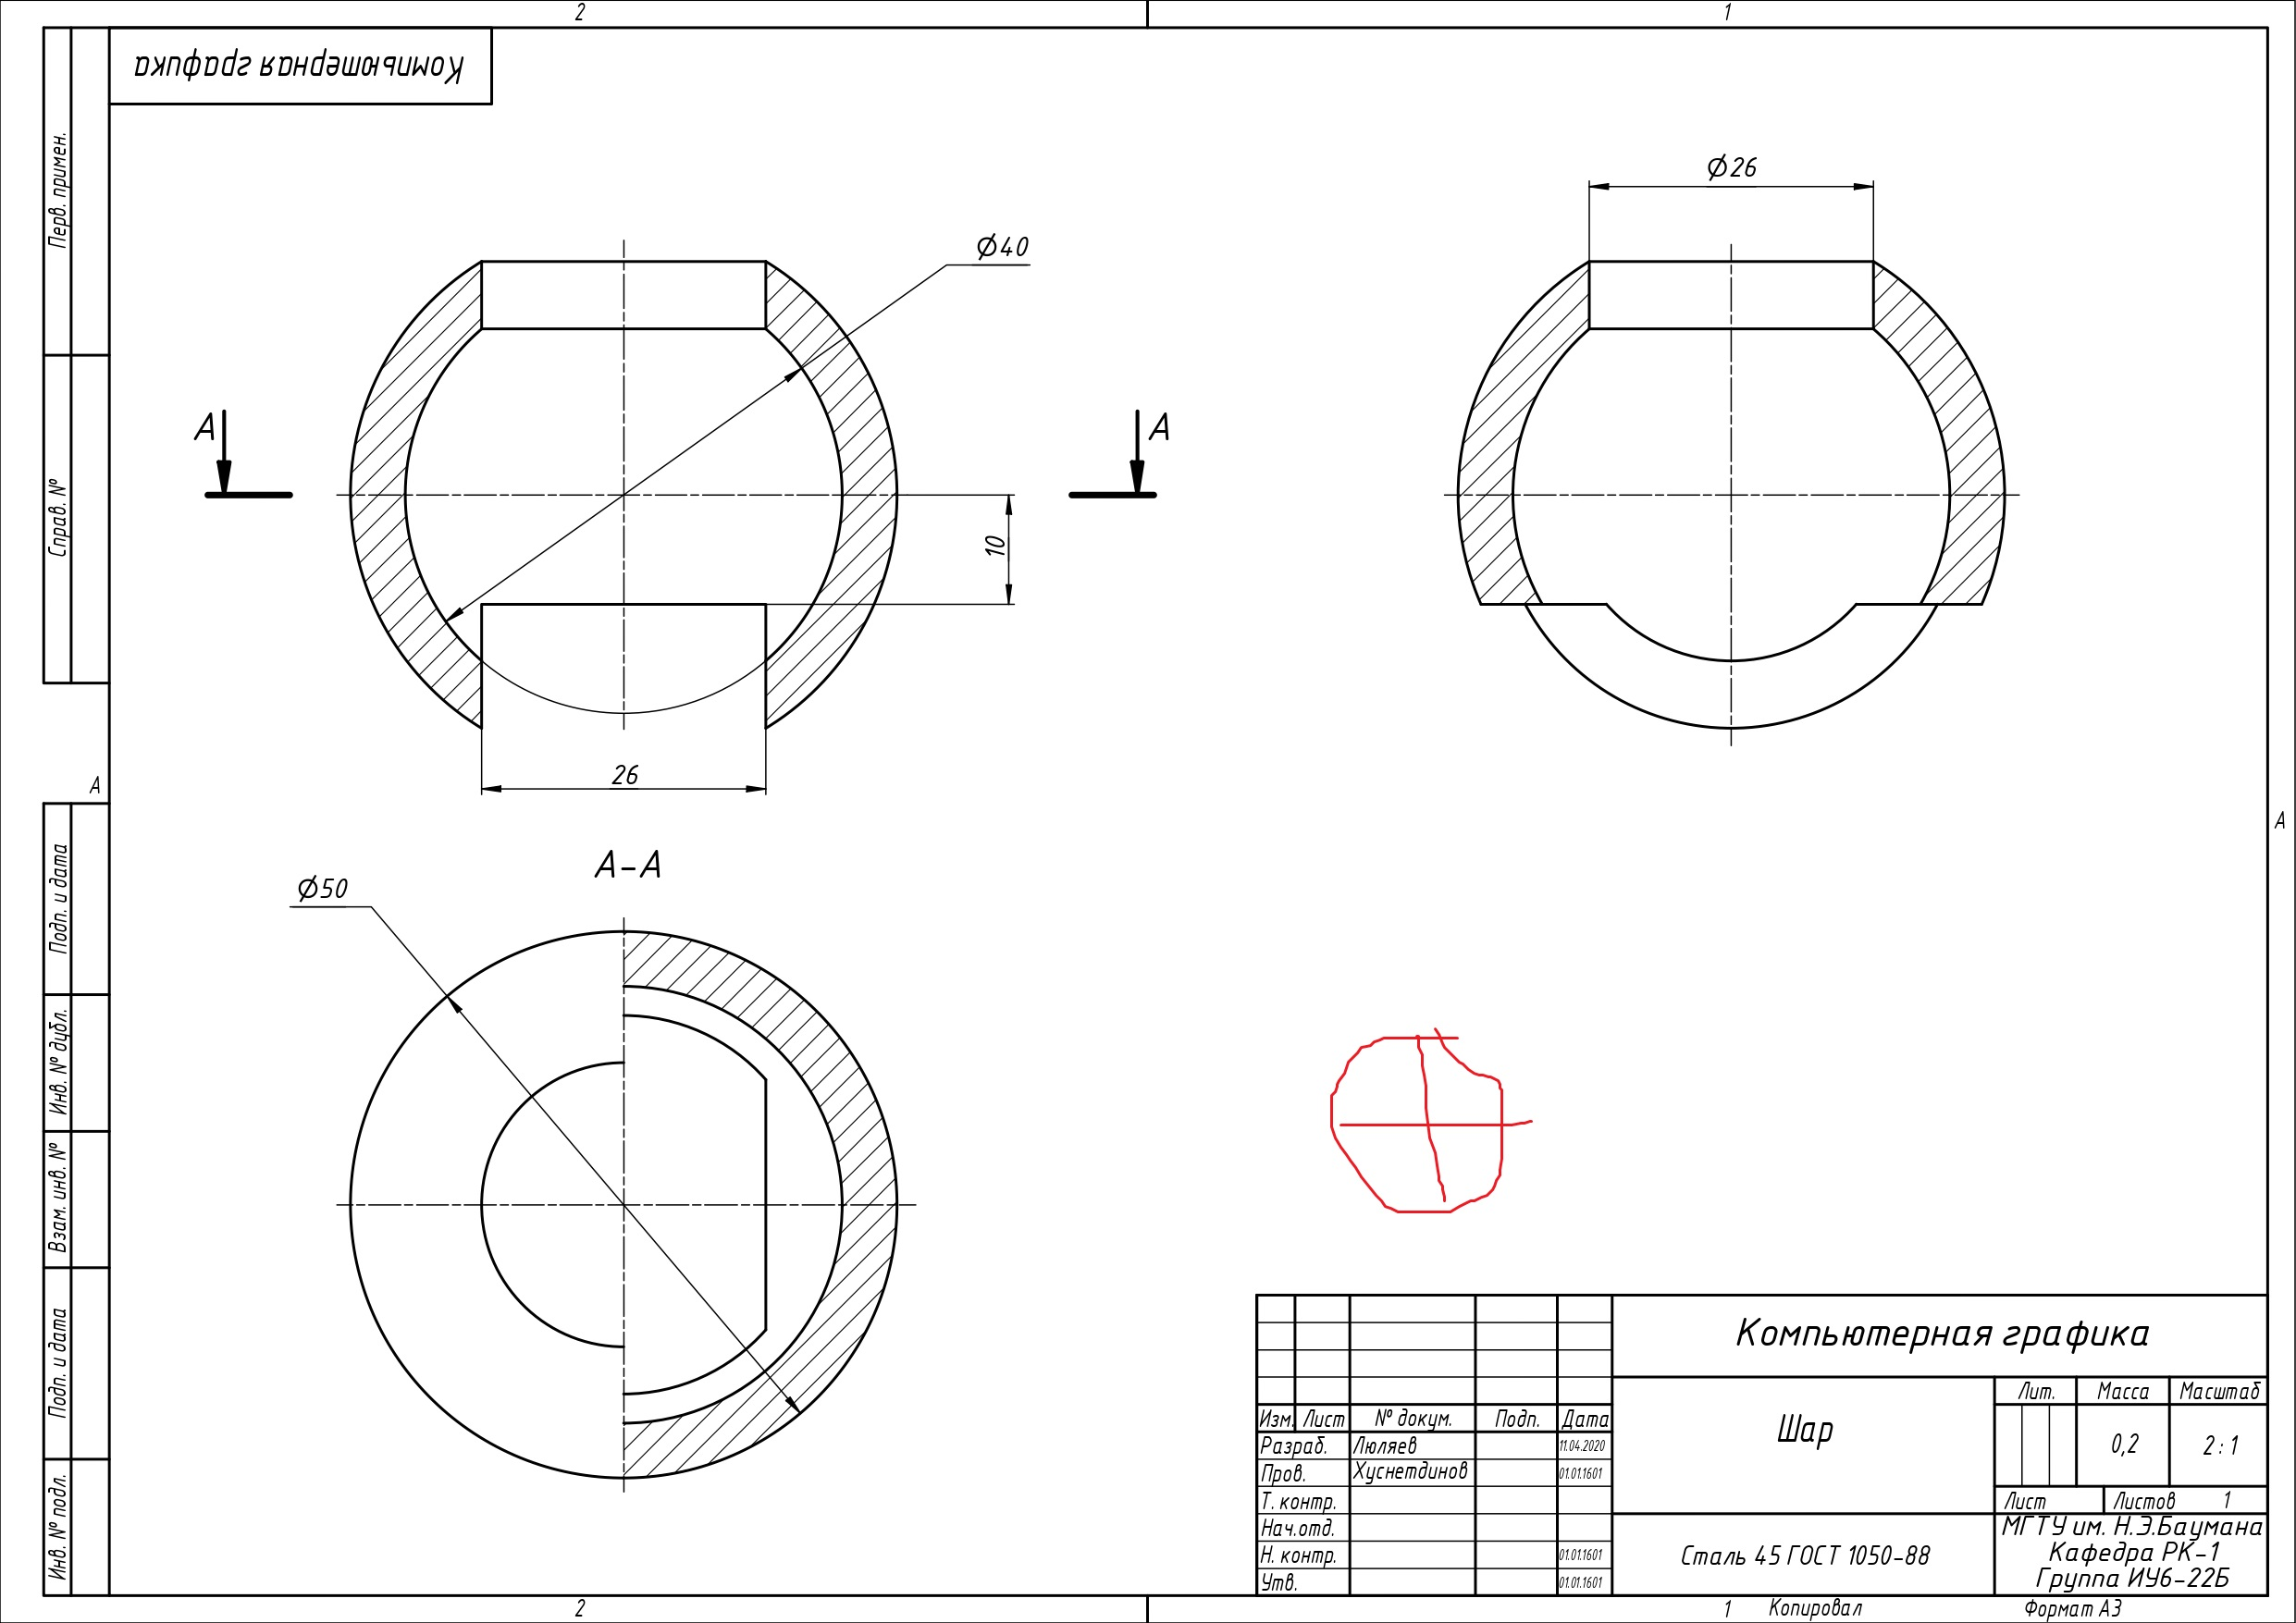 2
1
Компьютерная графика
Перв. примен.
Справ. №
⌀40
⌀26
А
А
10
26
А
А
А-А
⌀50
Подп. и дата
Инв. № дубл.
Взам. инв. №
Подп. и дата
Инв. № подл.
Компьютерная графика
Лит.
Масса
Масштаб
Шар
0,2
2:1
Изм.
Лист
№ докум.
Подп.
Дата
Разраб.
Люляев
11.04.2020
Пров.
Хуснетдинов
01.01.1601
Т. контр.
Лист
Листов 1
Нач.отд.
Н. контр.
01.01.1601
Утв.
01.01.1601
Сталь 45 ГОСТ 1050-88
МГТУ им. Н.Э.Баумана
Кафедра РК-1
Группа ИУ6-22Б
2
1
Копировал
Формат А3